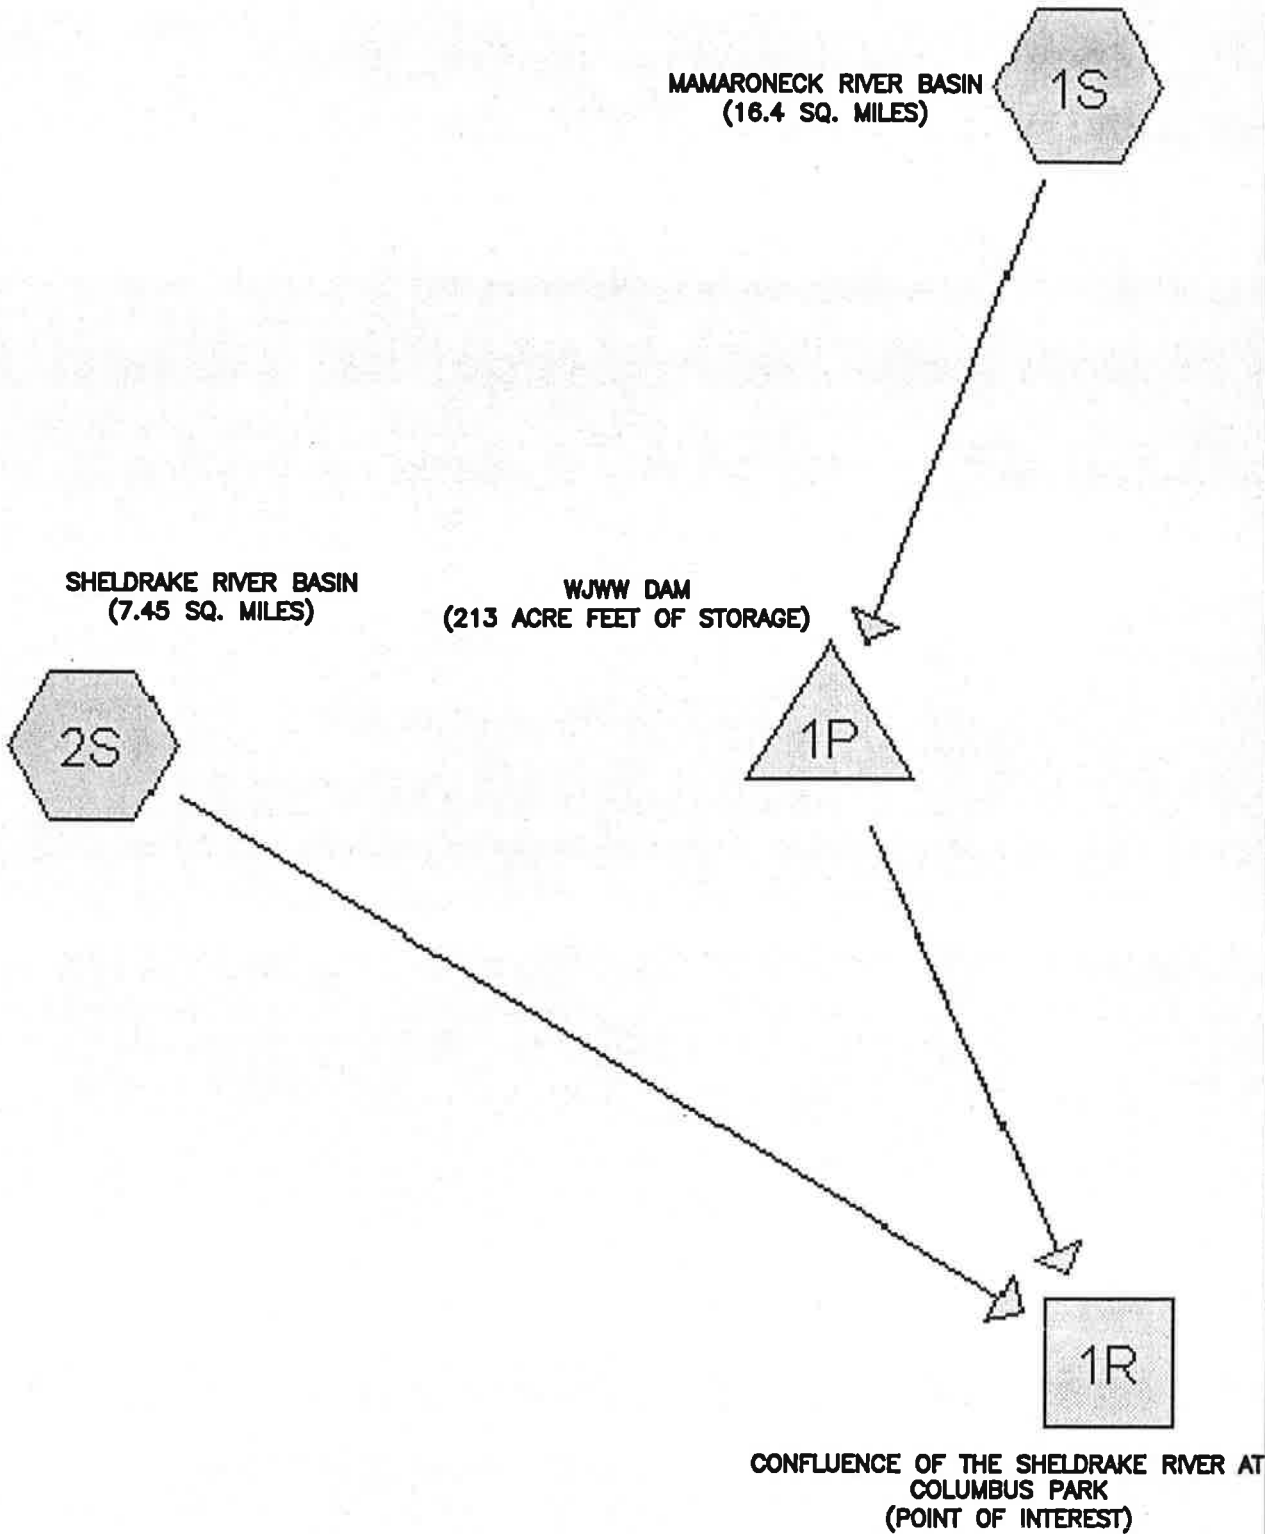 MAMARONECK RIVER BASIN
(16.4 SQ. MILES)
1S
SHELDRAKE RIVER BASIN
(7.45 SQ. MILES)
WJWW DAM
(213 ACRE FEET OF STORAGE)
2S
1P
1R
CONFLUENCE OF THE SHELDRAKE RIVER AT
COLUMBUS PARK
(POINT OF INTEREST)